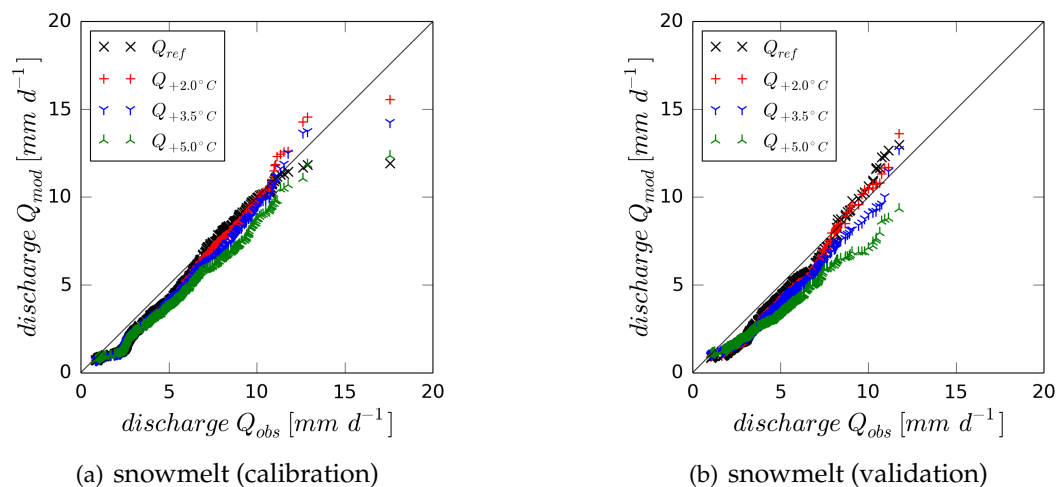 20
15
10
5
0
discharge Q_mod [mm d⁻¹]
Q_ref
Q_+2.0°C
Q_+3.5°C
Q_+5.0°C
0 5 10 15 20
discharge Q_obs [mm d⁻¹]
(a) snowmelt (calibration)
20
15
10
5
0
discharge Q_mod [mm d⁻¹]
Q_ref
Q_+2.0°C
Q_+3.5°C
Q_+5.0°C
0 5 10 15 20
discharge Q_obs [mm d⁻¹]
(b) snowmelt (validation)